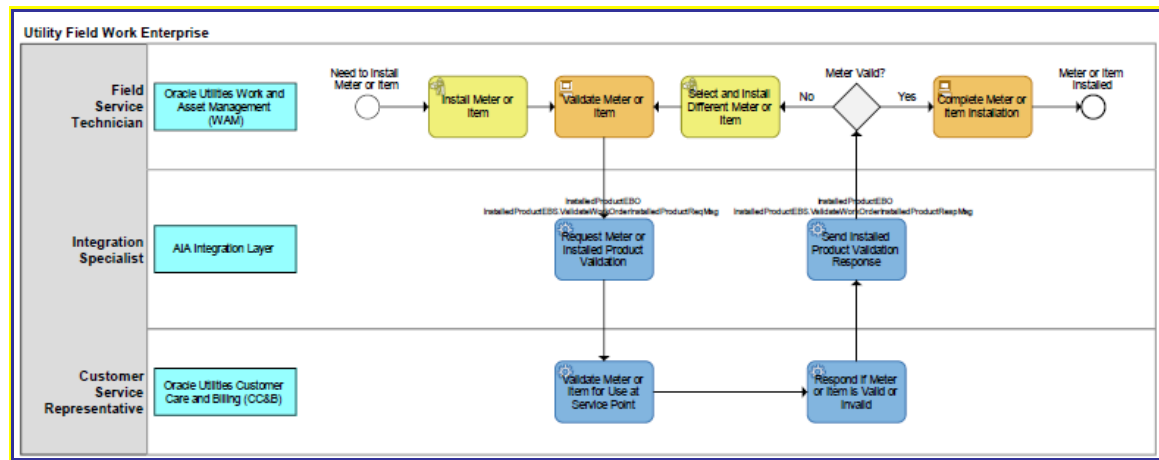 Utility Field Work Enterprise
Field
Service
Technician
Oracle Utilities Work and
Asset Management
(WAM)
Need to Install
Meter or Item
Install Meter or
Item
Validate Meter or
Item
Select and Install
Different Meter or
Item
No
Meter Valid?
Yes
Complete Meter or
Item Installation
Meter or Item
Installed
Integration
Specialist
AIA Integration Layer
InstalledProductEBO
InstalledProductEBS.ValidateWorkOrderInstalledProductReqMsg
Request Meter or
Installed Product
Validation
InstalledProductEBO
InstalledProductEBS.ValidateWorkOrderInstalledProductRespMsg
Send Installed
Product Validation
Response
Customer
Service
Representative
Oracle Utilities Customer
Care and Billing (CC&B)
Validate Meter or
Item for Use at
Service Point
Respond if Meter
or Item is Valid or
Invalid